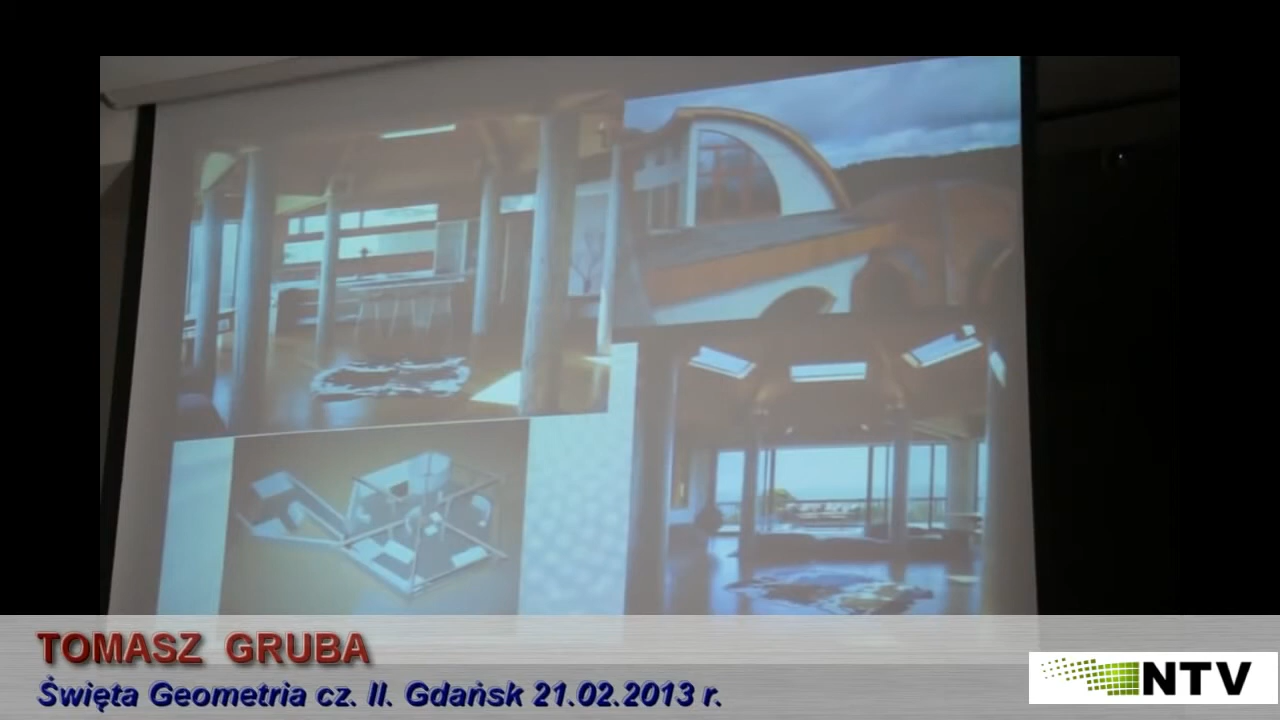 TOMASZ GRUBA
Święta Geometria cz. II. Gdańsk 21.02.2013 r.
NTV